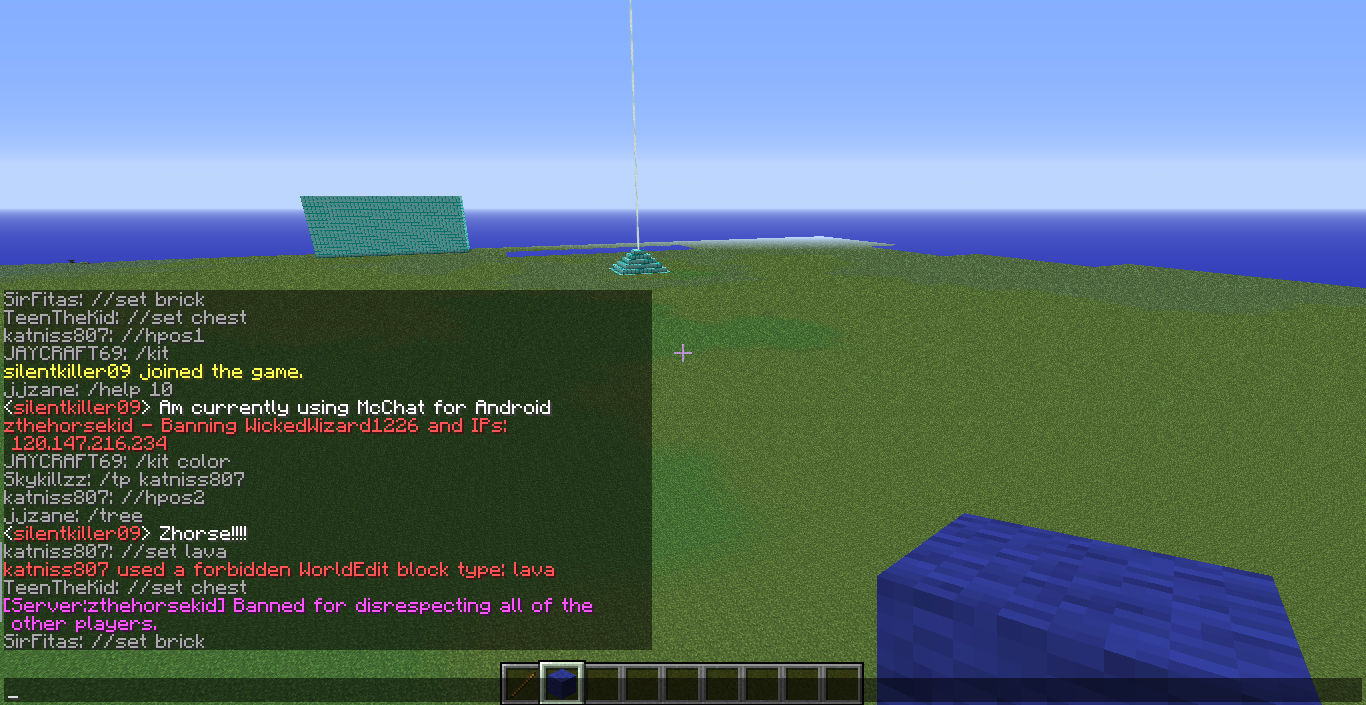 SirFitas: //set brick
TeenTheKid: //set chest
katniss807: //hpos1
JAYCRAFT69: /kit
silentkiller09 joined the game.
jjzane: /help 10
<silentkiller09> Am currently using McChat for Android
zthehorsekid - Banning WickedWizard1226 and IPs:
120.147.216.234
JAYCRAFT69: /kit color
Skykillzz: /tp katniss807
katniss807: //hpos2
jjzane: /tree
<silentkiller09> Zhorse!!!!
katniss807: //set lava
katniss807 used a forbidden WorldEdit block type: lava
TeenTheKid: //set chest
[Server:zthehorsekid] Banned for disrespecting all of the
other players.
SirFitas: //set brick
_